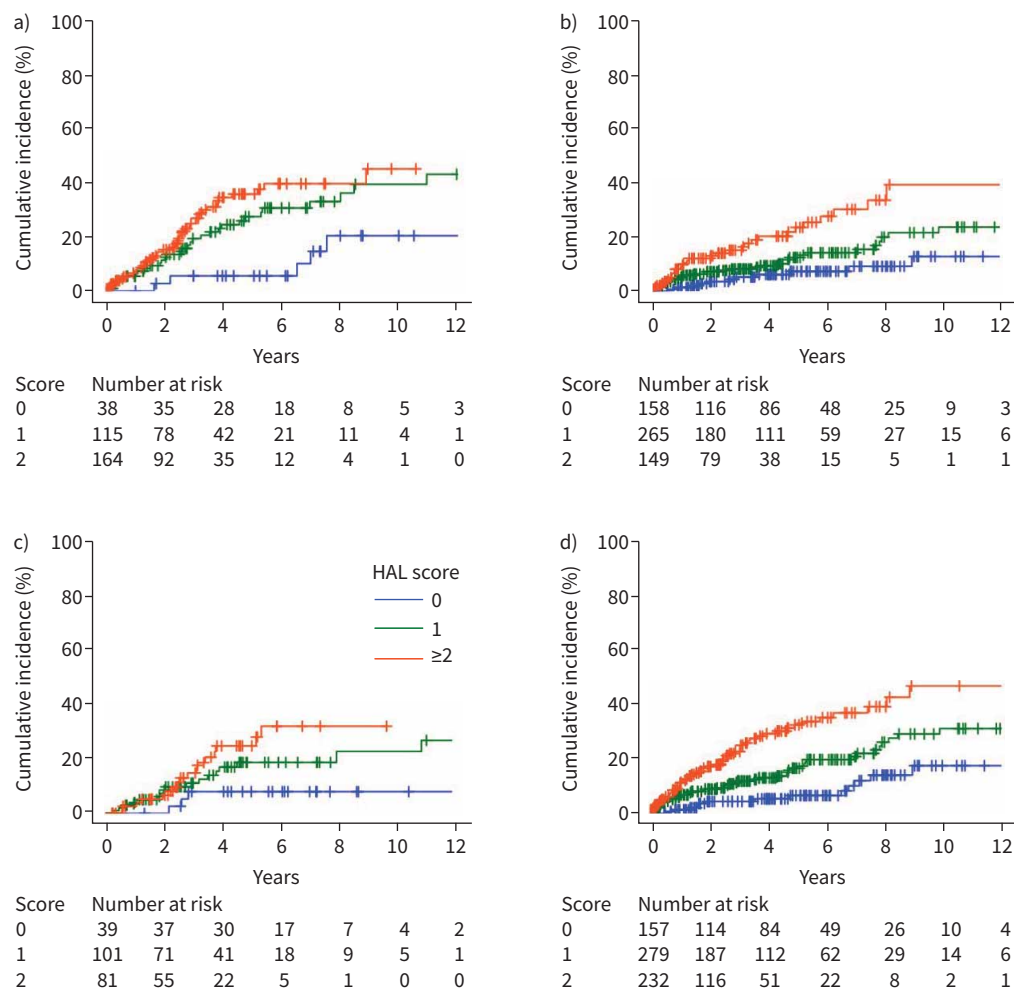 a)
Cumulative incidence (%)
100
80
60
40
20
0
0 2 4 6 8 10 12
Years
Score Number at risk
0 38 35 28 18 8 5 3
1 115 78 42 21 11 4 1
2 164 92 35 12 4 1 0
b)
Cumulative incidence (%)
100
80
60
40
20
0
0 2 4 6 8 10 12
Years
Score Number at risk
0 158 116 86 48 25 9 3
1 265 180 111 59 27 15 6
2 149 79 38 15 5 1 1
c)
Cumulative incidence (%)
100
80
60
40
20
0
HAL score
0
1
≥2
0 2 4 6 8 10 12
Years
Score Number at risk
0 39 37 30 17 7 4 2
1 101 71 41 18 9 5 1
2 81 55 22 5 1 0 0
d)
Cumulative incidence (%)
100
80
60
40
20
0
0 2 4 6 8 10 12
Years
Score Number at risk
0 157 114 84 49 26 10 4
1 279 187 112 62 29 14 6
2 232 116 51 22 8 2 1